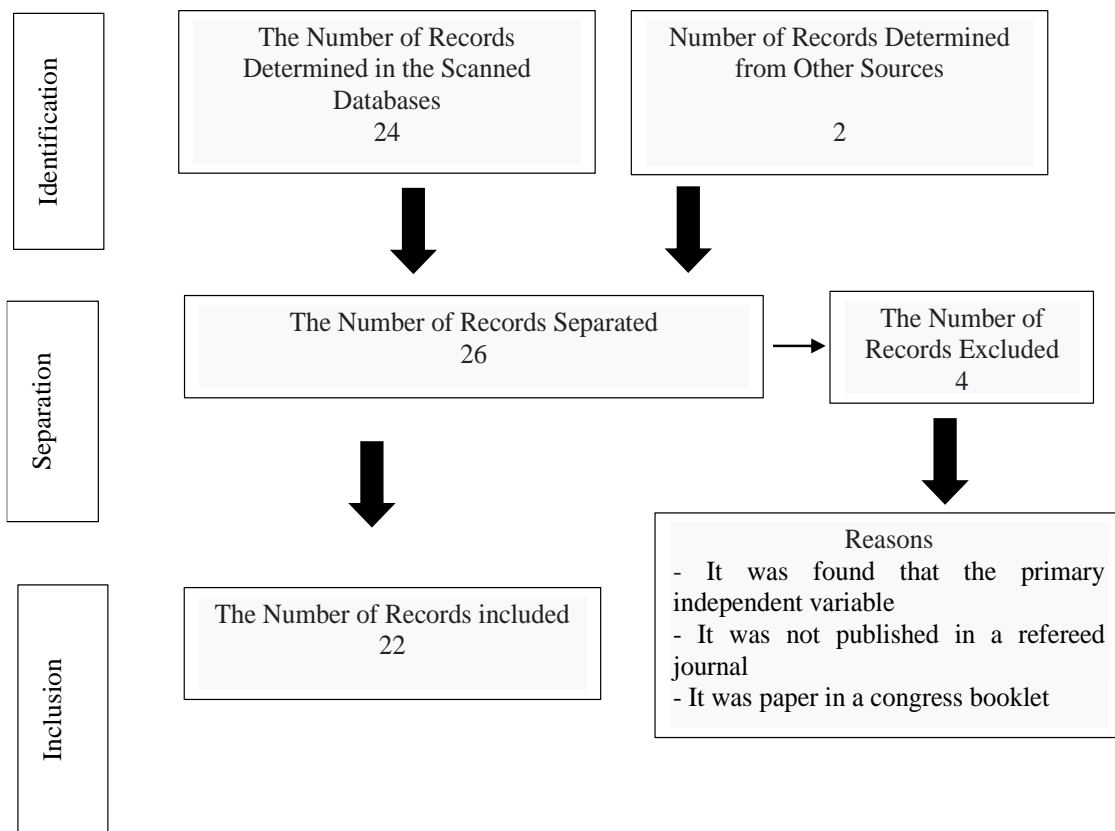 Identification
The Number of Records
Determined in the Scanned
Databases
24
Number of Records Determined
from Other Sources
2
Separation
The Number of Records Separated
26
The Number of
Records Excluded
4
Inclusion
The Number of Records included
22
Reasons
- It was found that the primary
independent variable
- It was not published in a refereed
journal
- It was paper in a congress booklet